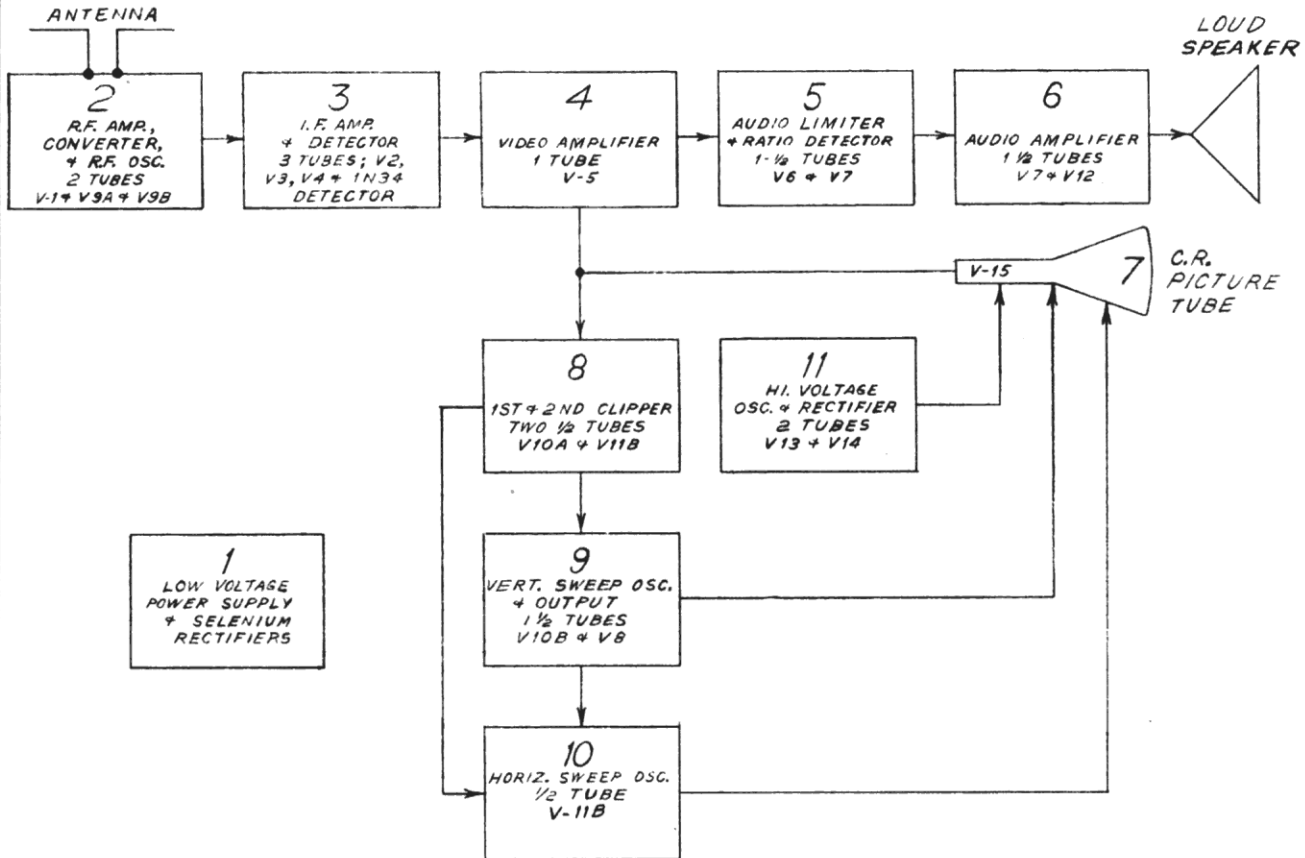 ANTENNA
LOUD
SPEAKER
2
R.F. AMP.,
CONVERTER,
& R.F. OSC.
2 TUBES
V-1 & V9A & V9B
3
I.F. AMP.
& DETECTOR
3 TUBES; V2,
V3, V4 & 1N34
DETECTOR
4
VIDEO AMPLIFIER
1 TUBE
V-5
5
AUDIO LIMITER
& RATIO DETECTOR
1-½ TUBES
V6 & V7
6
AUDIO AMPLIFIER
1 ½ TUBES
V7 & V12
V-15
7
C.R.
PICTURE
TUBE
8
1ST & 2ND CLIPPER
TWO ½ TUBES
V10A & V11B
11
HI. VOLTAGE
OSC. & RECTIFIER
2 TUBES
V13 & V14
1
LOW VOLTAGE
POWER SUPPLY
& SELENIUM
RECTIFIERS
9
VERT. SWEEP OSC.
& OUTPUT
1 ½ TUBES
V10B & V8
10
HORIZ. SWEEP OSC.
½ TUBE
V-11B